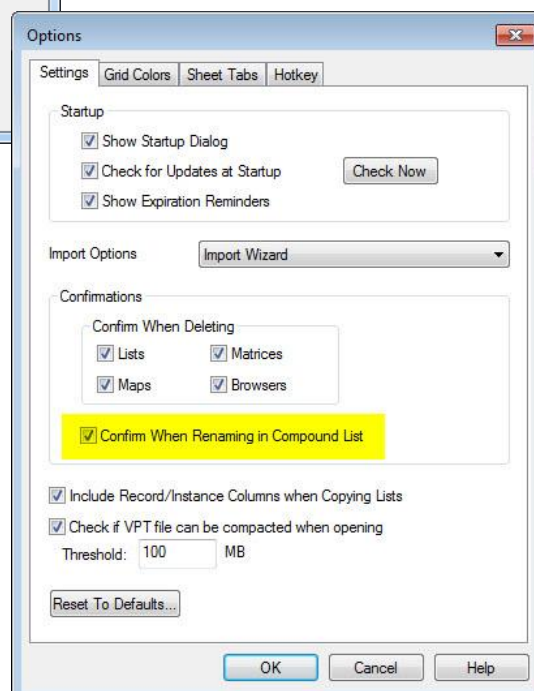 Options
Settings Grid Colors Sheet Tabs Hotkey
Startup
Show Startup Dialog
Check for Updates at Startup Check Now
Show Expiration Reminders
Import Options Import Wizard
Confirmations
Confirm When Deleting
Lists Matrices
Maps Browsers
Confirm When Renaming in Compound List
Include Record/Instance Columns when Copying Lists
Check if VPT file can be compacted when opening
Threshold: 100 MB
Reset To Defaults...
OK Cancel Help